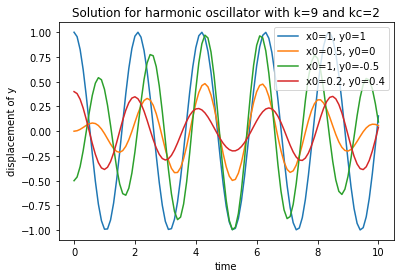 Solution for harmonic oscillator with k=9 and kc=2
x0=1, y0=1
x0=0.5, y0=0
x0=1, y0=-0.5
x0=0.2, y0=0.4
displacement of y
1.00
0.75
0.50
0.25
0.00
−0.25
−0.50
−0.75
−1.00
0 2 4 6 8 10
time